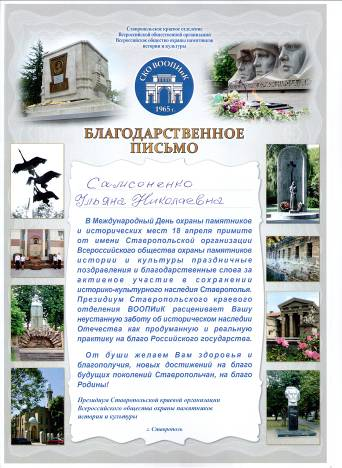 Ставропольское краевое отделение
Всероссийской общественной организации
Всероссийское общество охраны памятников
истории и культуры
СКО ВООПИиК
1965 г.
БЛАГОДАРСТВЕННОЕ
ПИСЬМО
Самсоненко
Ульяна Николаевна
В Международный День охраны памятников
и исторических мест 18 апреля примите
от имени Ставропольской организации
Всероссийского общества охраны памятников
истории и культуры праздничные
поздравления и благодарственные слова за
активное участие в сохранении
историко-культурного наследия Ставрополья.
Президиум Ставропольского краевого
отделения ВООПИиК расценивает Вашу
неустанную заботу об историческом наследии
Отечества как продуманную и реальную
практику на благо Российского государства.
От души желаем Вам здоровья и
благополучия, новых достижений на благо
будущих поколений Ставропольчан, на благо
Родины!
Президиум Ставропольской краевой организации
Всероссийского общества охраны памятников
истории и культуры
г. Ставрополь